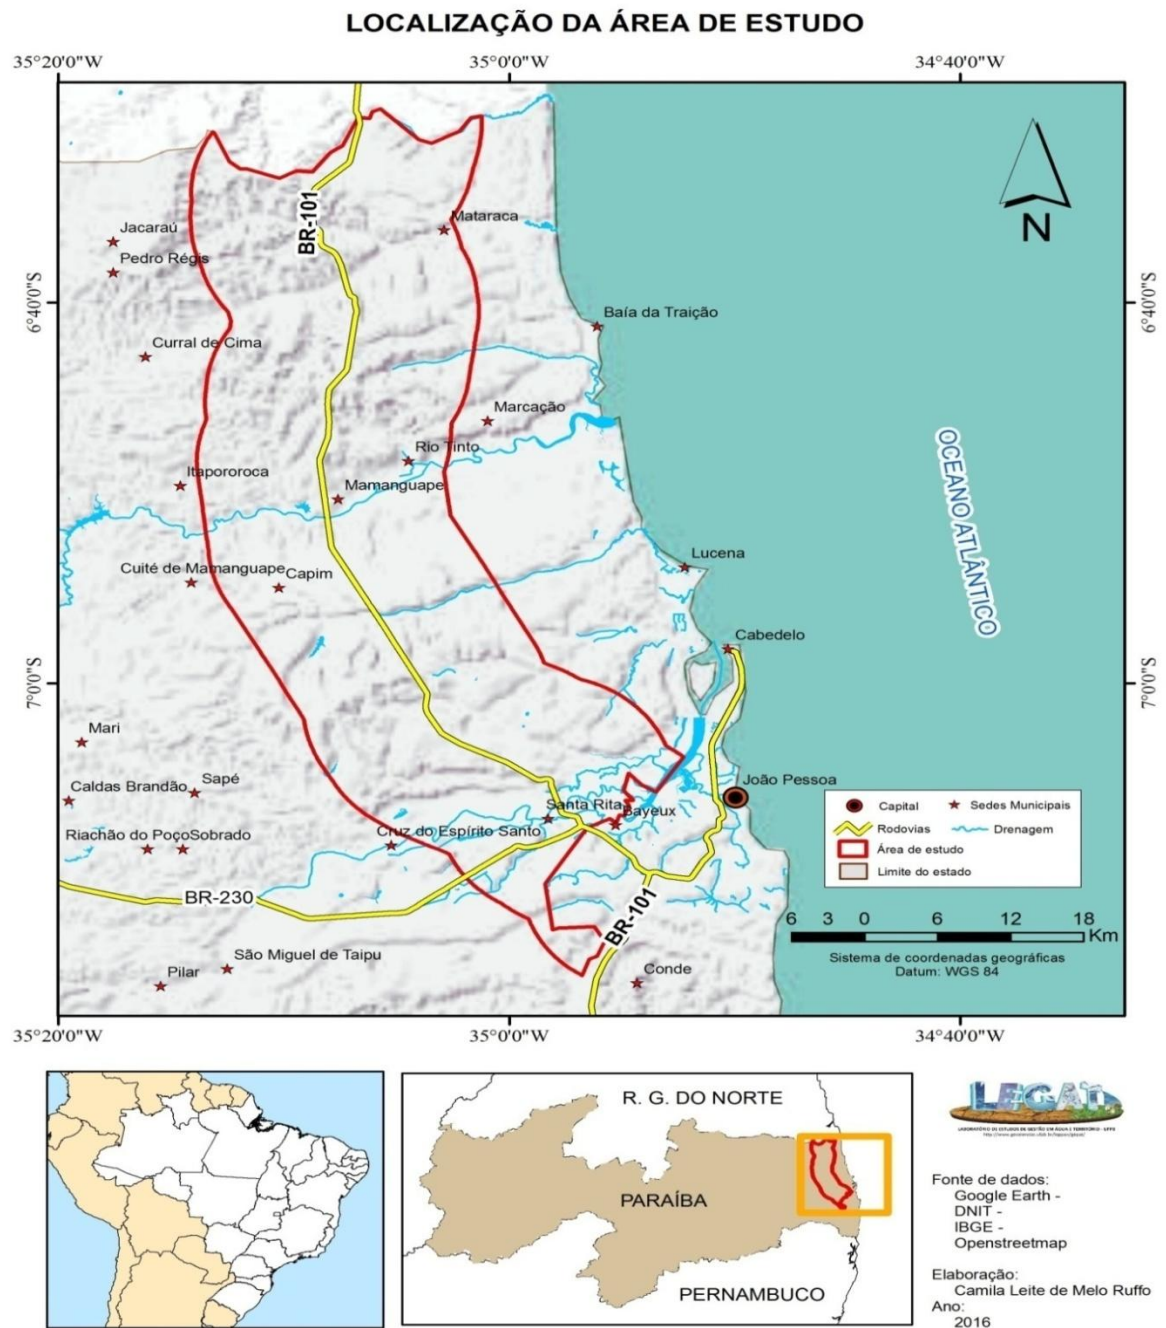 LOCALIZAÇÃO DA ÁREA DE ESTUDO
35°20'0"W
35°0'0"W
34°40'0"W
BR-101
N
Jacaraú
Mataraca
Pedro Régis
6°40'0"S
6°40'0"S
Baía da Traição
Curral de Cima
Marcação
Rio Tinto
Itapororoca
Mamanguape
OCEANO ATLÂNTICO
Lucena
Cuité de Mamanguape
Capim
Cabedelo
7°0'0"S
7°0'0"S
Mari
Sapé
Caldas Brandão
João Pessoa
Santa Rita
Bayeux
Riachão do Poço
Sobrado
Cruz do Espírito Santo
Capital
Sedes Municipais
Rodovias
Drenagem
Área de estudo
Limite do estado
BR-230
BR-101
6 3 0 6 12 18
Km
São Miguel de Taipu
Pilar
Conde
Sistema de coordenadas geográficas
Datum: WGS 84
35°20'0"W
35°0'0"W
34°40'0"W
R. G. DO NORTE
PARAÍBA
PERNAMBUCO
Fonte de dados:
Google Earth -
DNIT -
IBGE -
Openstreetmap
Elaboração:
Camila Leite de Melo Ruffo
Ano:
2016